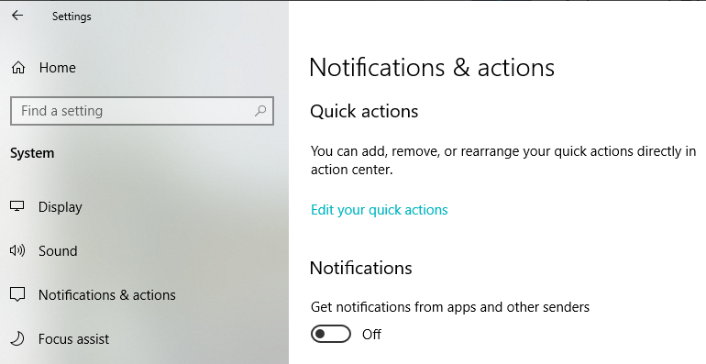 Settings
Home
Find a setting
System
Display
Sound
Notifications & actions
Focus assist
Notifications & actions
Quick actions
You can add, remove, or rearrange your quick actions directly in
action center.
Edit your quick actions
Notifications
Get notifications from apps and other senders
Off